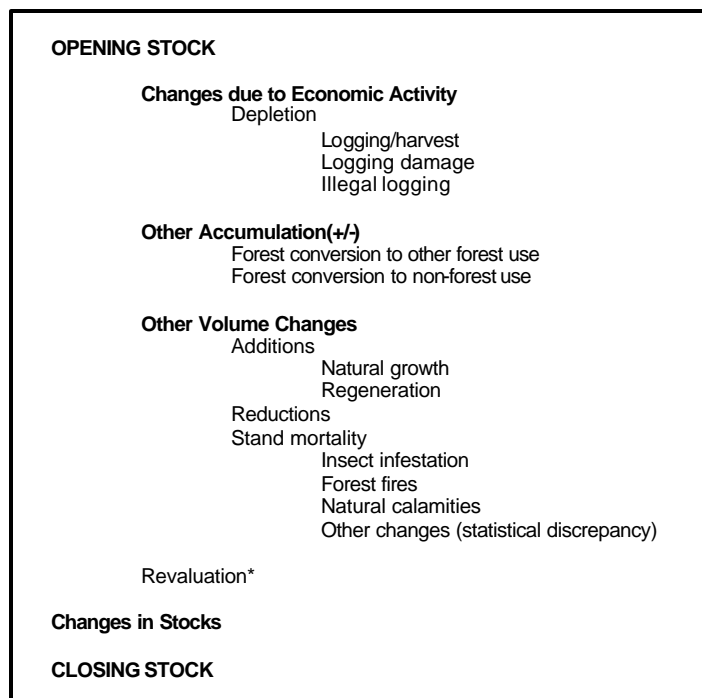 OPENING STOCK
Changes due to Economic Activity
Depletion
Logging/harvest
Logging damage
Illegal logging
Other Accumulation(+/-)
Forest conversion to other forest use
Forest conversion to non-forest use
Other Volume Changes
Additions
Natural growth
Regeneration
Reductions
Stand mortality
Insect infestation
Forest fires
Natural calamities
Other changes (statistical discrepancy)
Revaluation*
Changes in Stocks
CLOSING STOCK